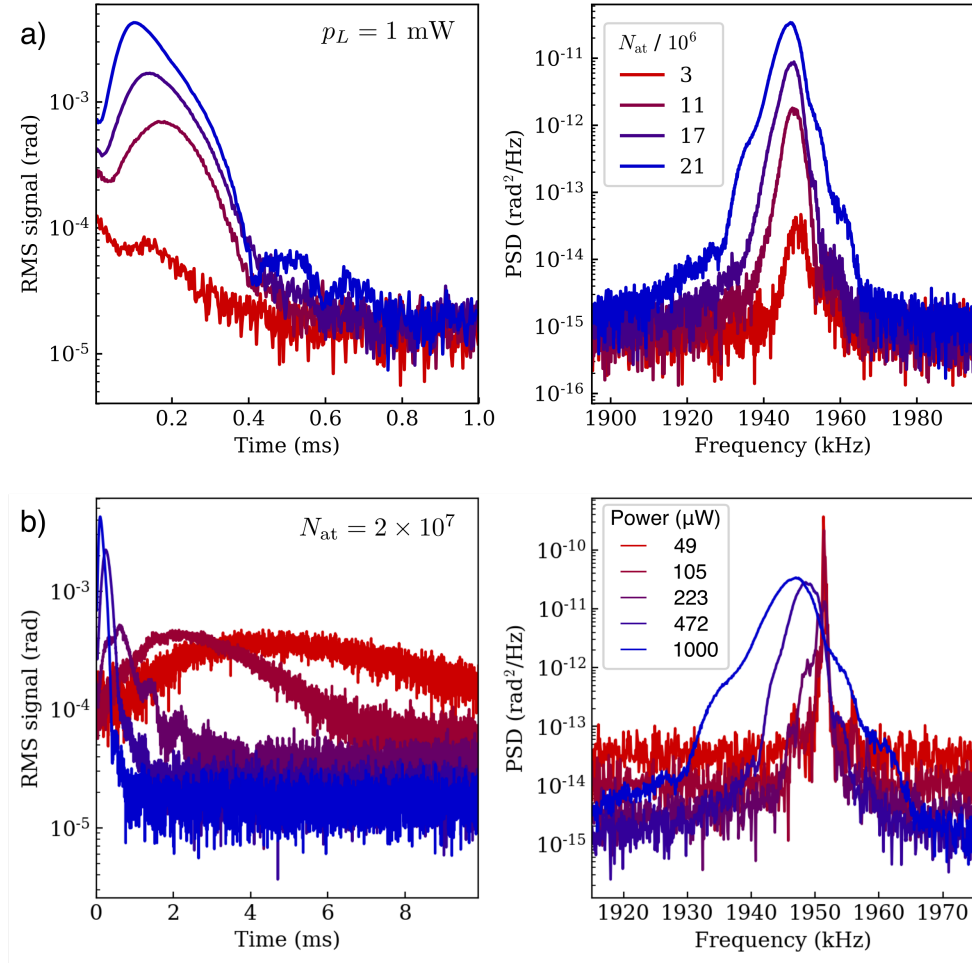 a)
p_L = 1 mW
RMS signal (rad)
10⁻³
10⁻⁴
10⁻⁵
0.2 0.4 0.6 0.8 1.0
Time (ms)
N_at / 10⁶
3
11
17
21
PSD (rad²/Hz)
10⁻¹¹
10⁻¹²
10⁻¹³
10⁻¹⁴
10⁻¹⁵
10⁻¹⁶
1900 1920 1940 1960 1980
Frequency (kHz)
b)
N_at = 2 × 10⁷
RMS signal (rad)
10⁻³
10⁻⁴
10⁻⁵
0 2 4 6 8
Time (ms)
Power (μW)
49
105
223
472
1000
PSD (rad²/Hz)
10⁻¹⁰
10⁻¹¹
10⁻¹²
10⁻¹³
10⁻¹⁴
10⁻¹⁵
1920 1930 1940 1950 1960 1970
Frequency (kHz)